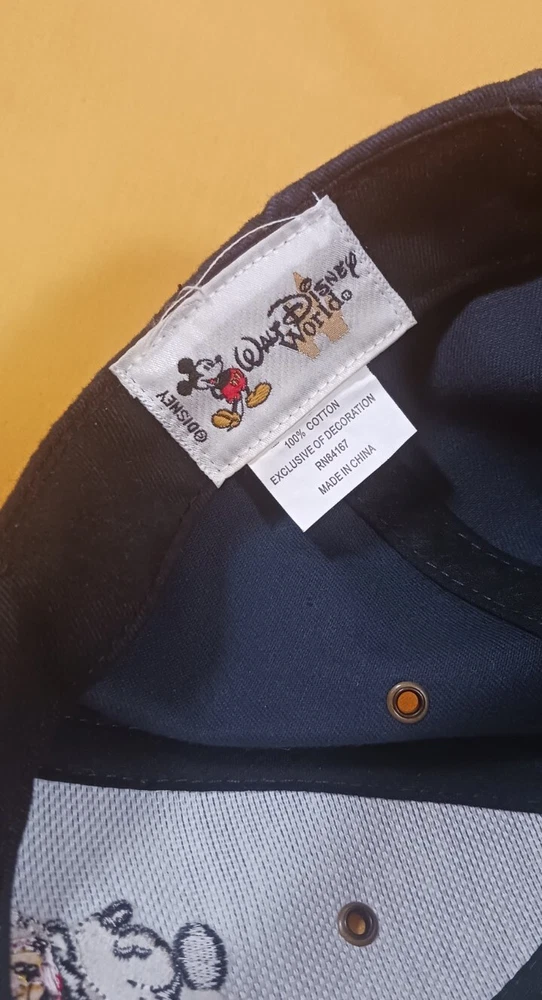 WALT DISNEY
World®
©DISNEY
100% COTTON
EXCLUSIVE OF DECORATION
RN84167
MADE IN CHINA